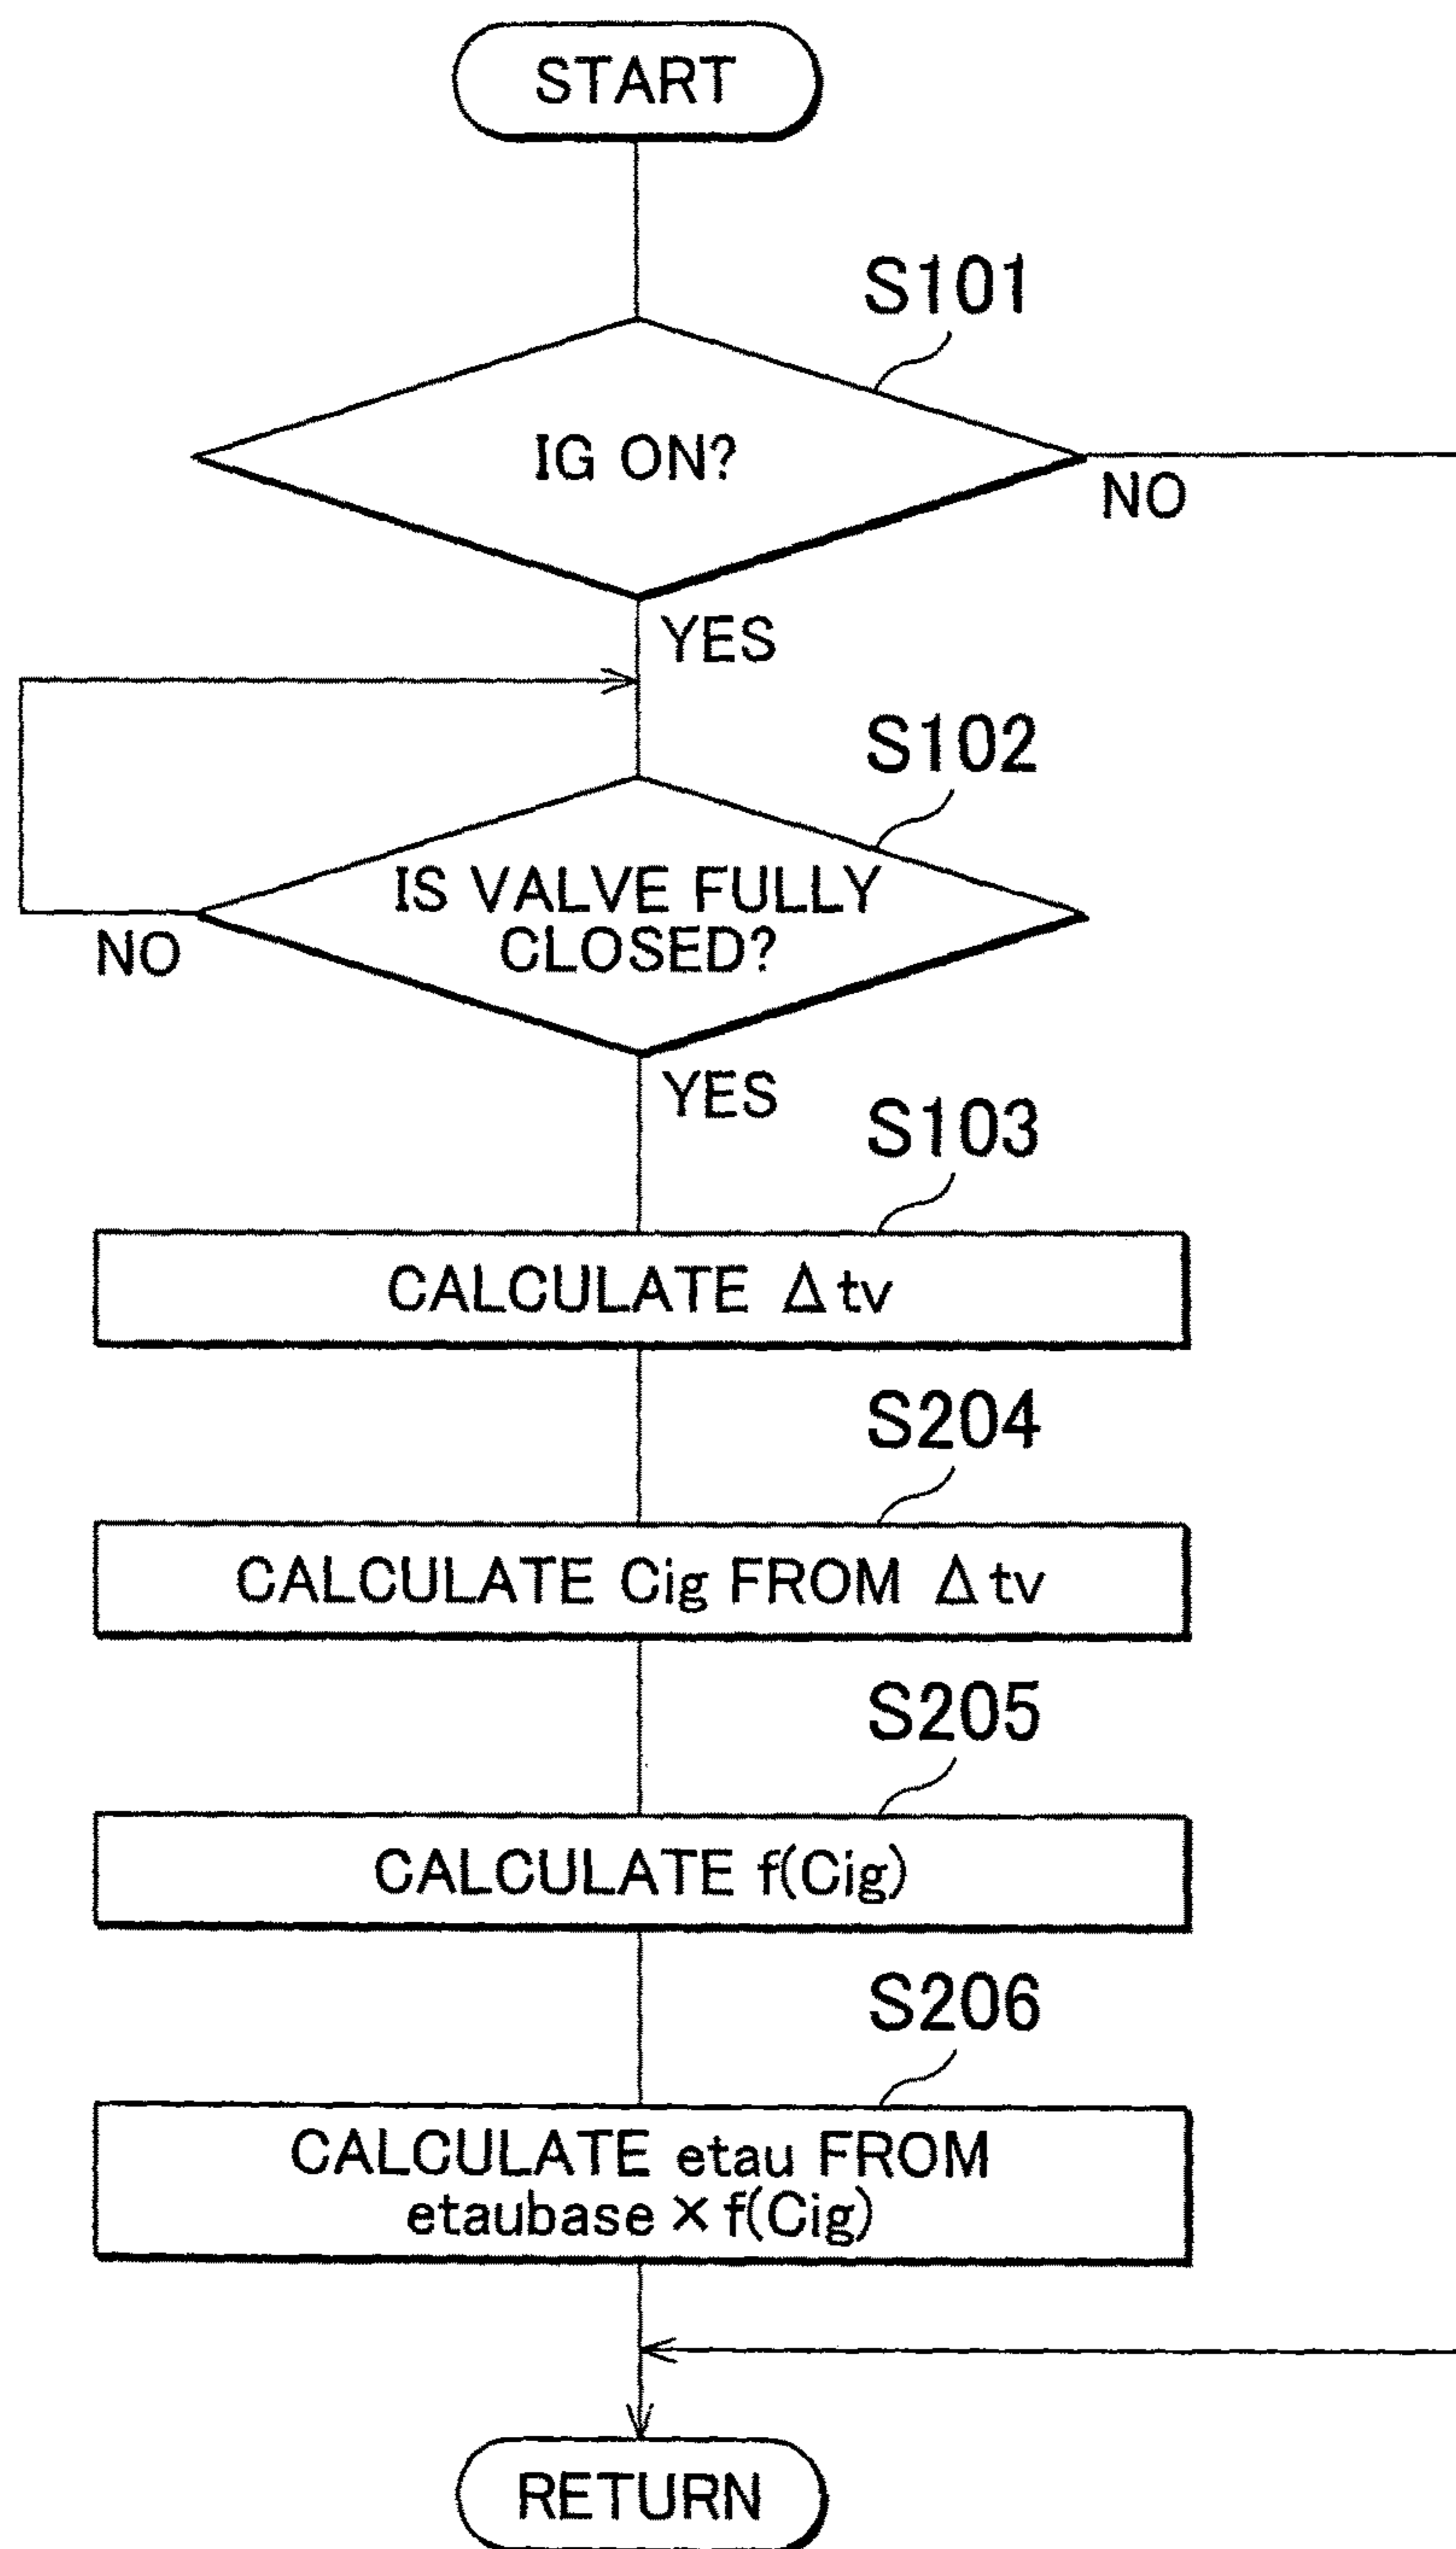 START
S101
IG ON?
NO
YES
S102
IS VALVE FULLY
CLOSED?
NO
YES
S103
CALCULATE Δtv
S204
CALCULATE Cig FROM Δtv
S205
CALCULATE f(Cig)
S206
CALCULATE etau FROM
etaubase × f(Cig)
RETURN